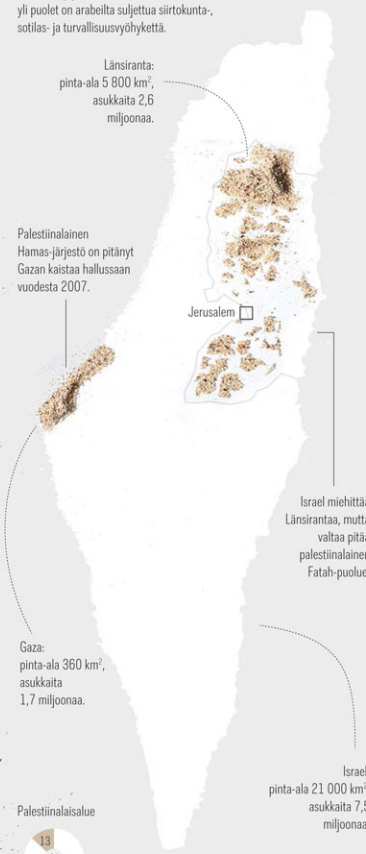 yli puolet on arabeilta suljettua siirtokunta-,
sotilas- ja turvallisuusvyöhykettä.
Länsiranta:
pinta-ala 5 800 km²,
asukkaita 2,6
miljoonaa.
Palestiinalainen
Hamas-järjestö on pitänyt
Gazan kaistaa hallussaan
vuodesta 2007.
Jerusalem
Israel miehittää
Länsirantaa, mutta
valtaa pitää
palestiinalainen
Fatah-puolue
Gaza:
pinta-ala 360 km²,
asukkaita
1,7 miljoonaa.
Israel
pinta-ala 21 000 km²
asukkaita 7,5
miljoonaa
Palestiinalaisalue
13